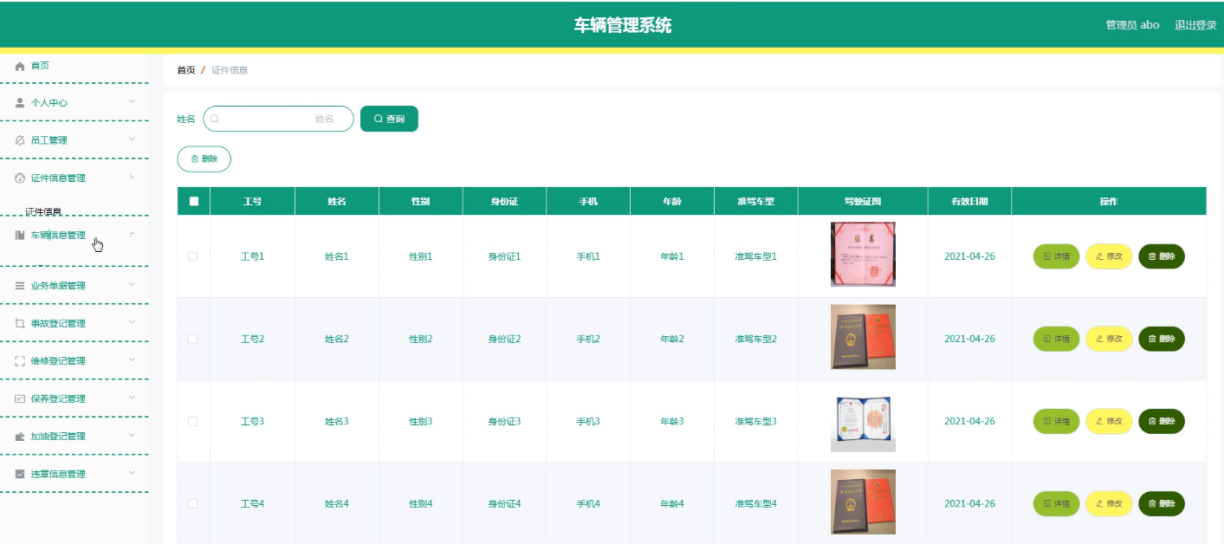 车辆管理系统
管理员 abo 退出登录
首页
个人中心
员工管理
证件信息管理
证件信息
车辆信息管理
业务单据管理
事故登记管理
维修登记管理
保养登记管理
加油登记管理
违章信息管理
首页 / 证件信息
姓名 姓名 查询
删除
工号 姓名 性别 身份证 手机 年龄 准驾车型 驾驶证图 有效日期 操作
工号1 姓名1 性别1 身份证1 手机1 年龄1 准驾车型1 2021-04-26 详情 修改 删除
工号2 姓名2 性别2 身份证2 手机2 年龄2 准驾车型2 2021-04-26 详情 修改 删除
工号3 姓名3 性别3 身份证3 手机3 年龄3 准驾车型3 2021-04-26 详情 修改 删除
工号4 姓名4 性别4 身份证4 手机4 年龄4 准驾车型4 2021-04-26 详情 修改 删除